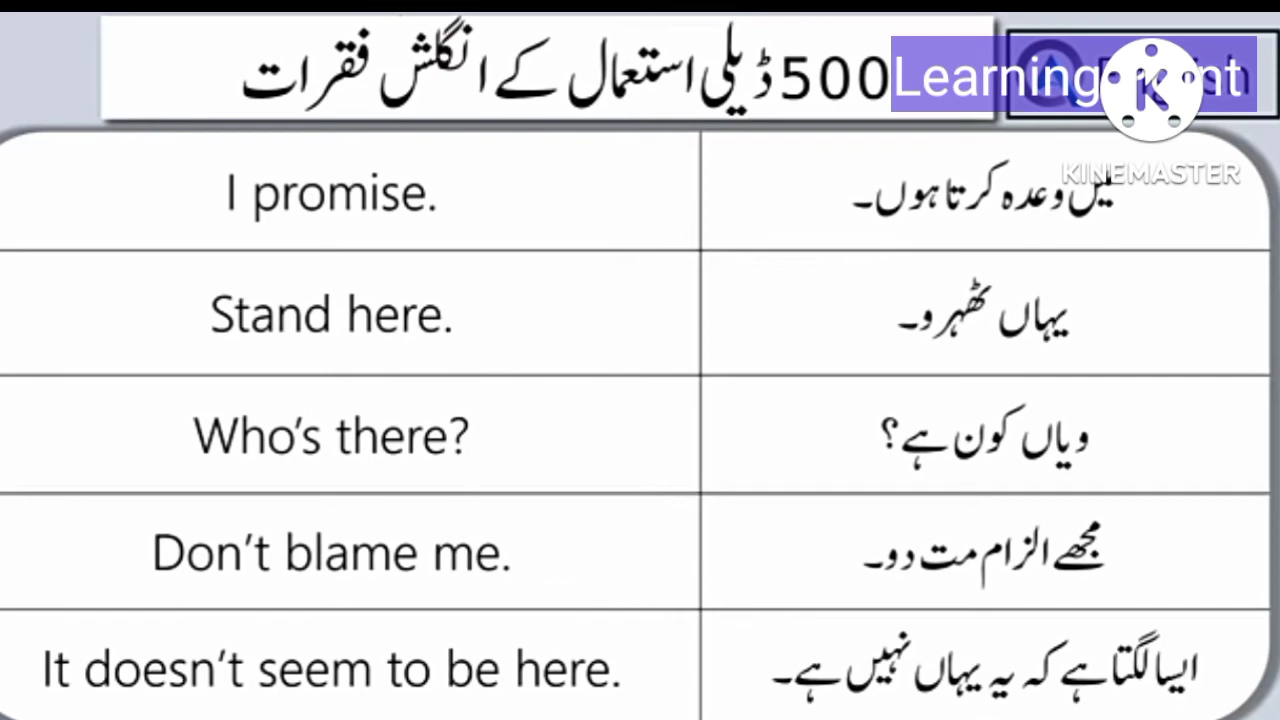 500 ڈیلی استعمال کے انگلش فقرات
Learning
KINEMASTER
I promise. میں وعدہ کرتا ہوں۔
Stand here. یہاں ٹھہرو۔
Who's there? ویاں کون ہے؟
Don't blame me. مجھے الزام مت دو۔
It doesn't seem to be here. ایسا لگتا ہے کہ یہ یہاں نہیں ہے۔